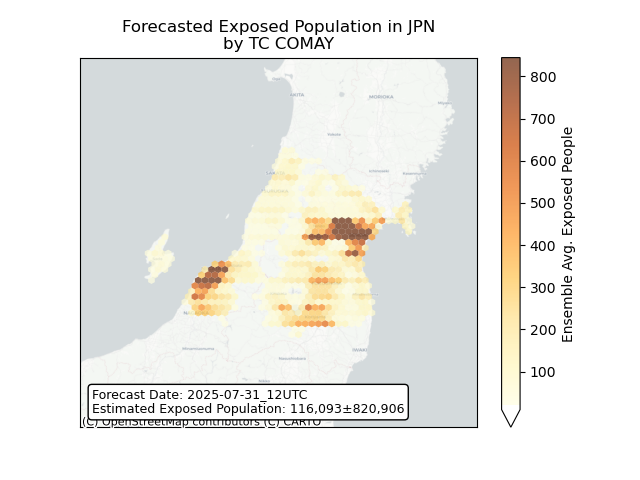 Forecasted Exposed Population in JPN
by TC COMAY
MORIOKA
800
700
600
500
400
300
200
100
Ensemble Avg. Exposed People
Forecast Date: 2025-07-31_12UTC
Estimated Exposed Population: 116,093±820,906
(C) OpenStreetMap contributors (C) CARTO